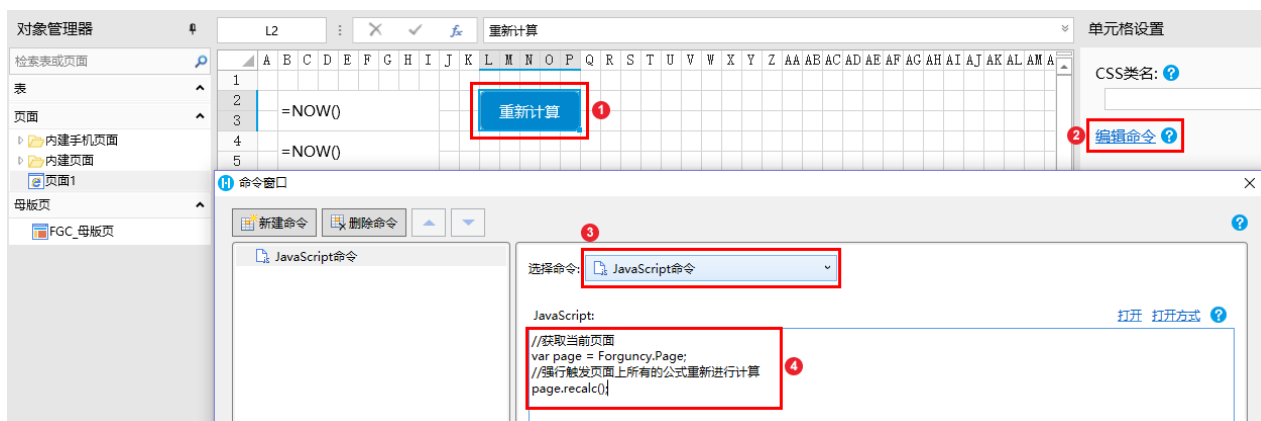 对象管理器
L2
fx
重新计算
单元格设置
检索表或页面
A B C D E F G H I J K L M N O P Q R S T U V W X Y Z AA AB AC AD AE AF AG AH AI AJ AK AL AM A
CSS类名:
表
1
页面
2
=NOW()
重新计算
1
3
2
编辑命令
内建手机页面
4
=NOW()
内建页面
5
页面1
命令窗口
母版页
FGC_母版页
新建命令
删除命令
3
JavaScript命令
选择命令:
JavaScript命令
JavaScript:
打开 打开方式
//获取当前页面
var page = Forguncy.Page;
//强行触发页面上所有的公式重新进行计算
page.recalc();
4